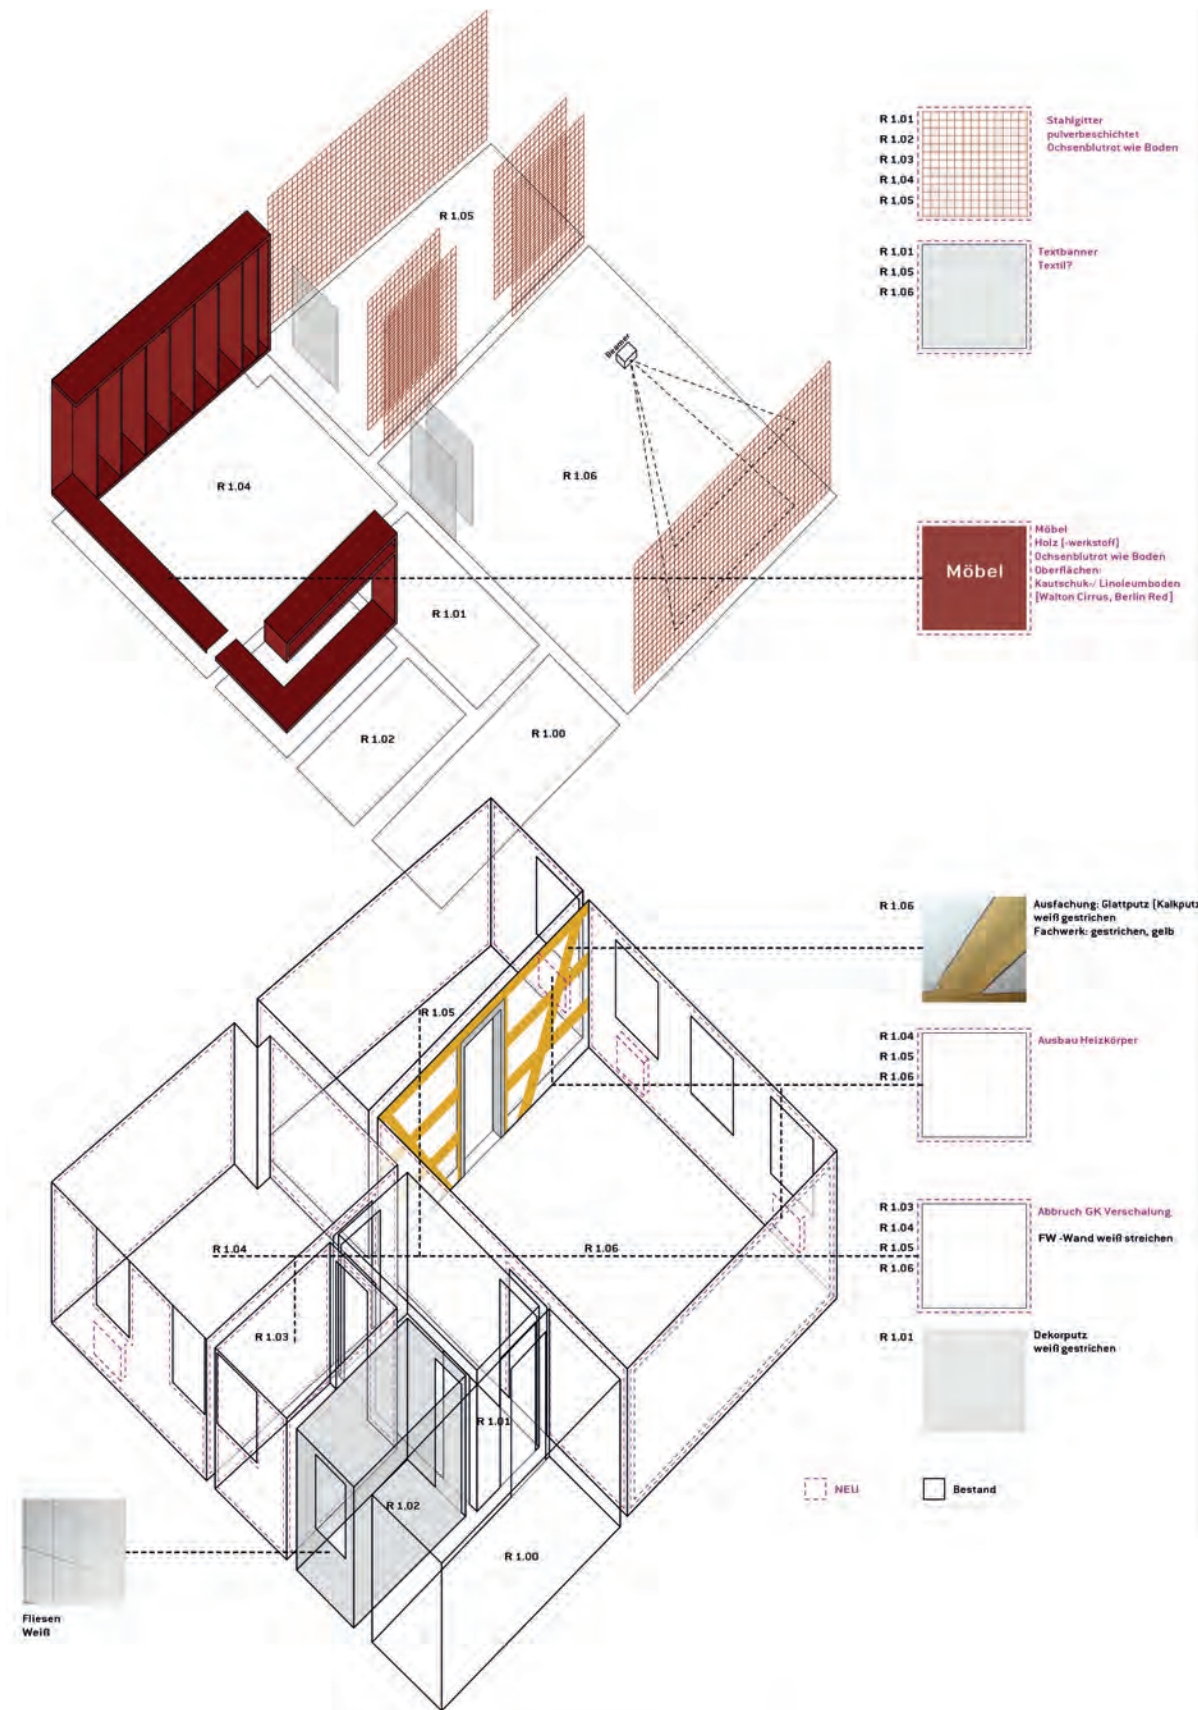 R 1.01
R 1.02
R 1.03
R 1.04
R 1.05
Stahlgitter
pulverbeschichtet
Ochsenblutrot wie Boden
R 1.05
R 1.01
R 1.05
R 1.06
Textbanner
Textil?
Beamer
R 1.04
R 1.06
Möbel
Möbel
Holz [-werkstoff]
Ochsenblutrot wie Boden
Oberflächen:
Kautschuk-/ Linoleumboden
[Walton Cirrus, Berlin Red]
R 1.01
R 1.02
R 1.00
R 1.06
Ausfachung: Glattputz [Kalkputz
weiß gestrichen
Fachwerk: gestrichen, gelb
R 1.05
R 1.04
R 1.05
R 1.06
Ausbau Heizkörper
R 1.03
R 1.04
R 1.05
R 1.06
Abbruch GK Verschalung
FW -Wand weiß streichen
R 1.04
R 1.06
R 1.03
R 1.01
Dekorputz
weiß gestrichen
R 1.01
NEU
Bestand
R 1.02
R 1.00
Fliesen
Weiß